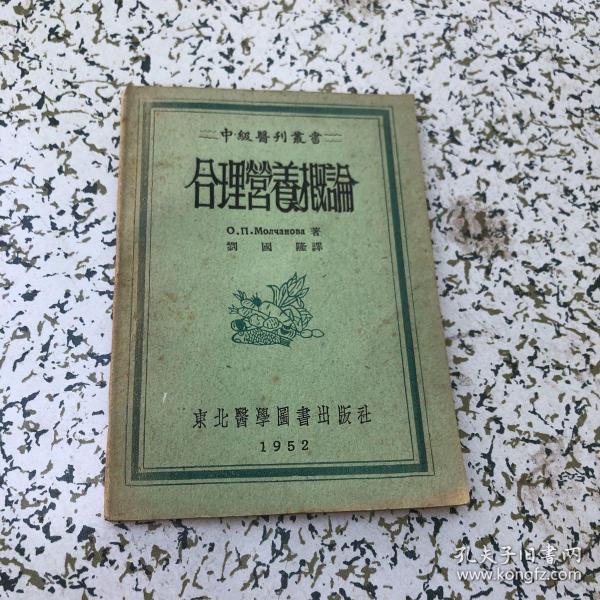 中級醫刊叢書
合理營養概論
О.П.Молчанова 著
劉國隆譯
東北醫學圖書出版社
1952
孔夫子旧书网
www.kongfz.com